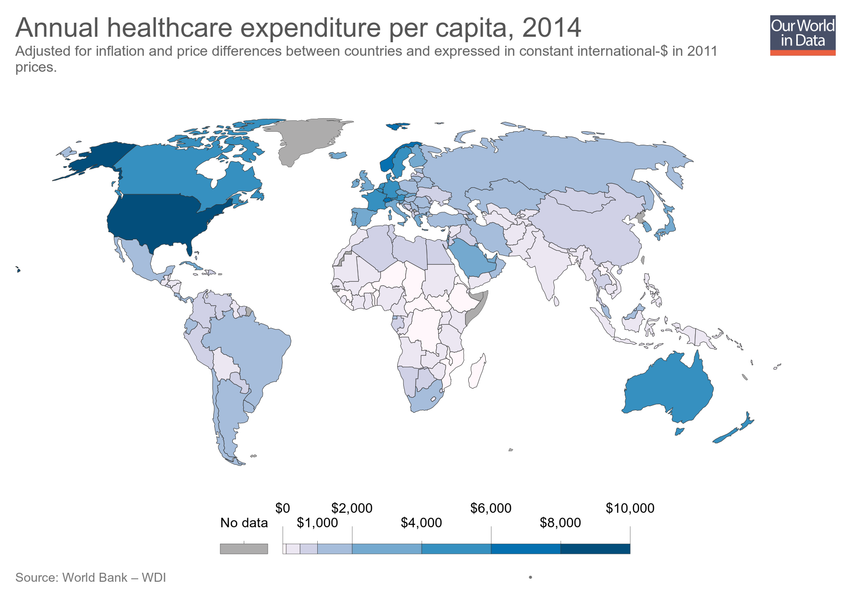 Annual healthcare expenditure per capita, 2014
Adjusted for inflation and price differences between countries and expressed in constant international-$ in 2011
prices.
Our World
in Data
$0 $2,000 $6,000 $10,000
No data $1,000 $4,000 $8,000
Source: World Bank – WDI